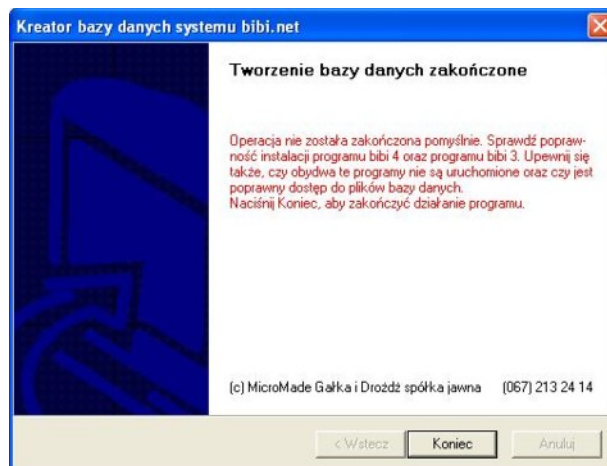 Kreator bazy danych systemu bibi.net
Tworzenie bazy danych zakończone
Operacja nie została zakończona pomyślnie. Sprawdź popraw-
ność instalacji programu bibi 4 oraz programu bibi 3. Upewnij się
także, czy obydwa te programy nie są uruchomione oraz czy jest
poprawny dostęp do plików bazy danych.
Naciśnij Koniec, aby zakończyć działanie programu.
(c) MicroMade Gałka i Drożdż spółka jawna (067) 213 24 14
< Wstecz Koniec Anuluj